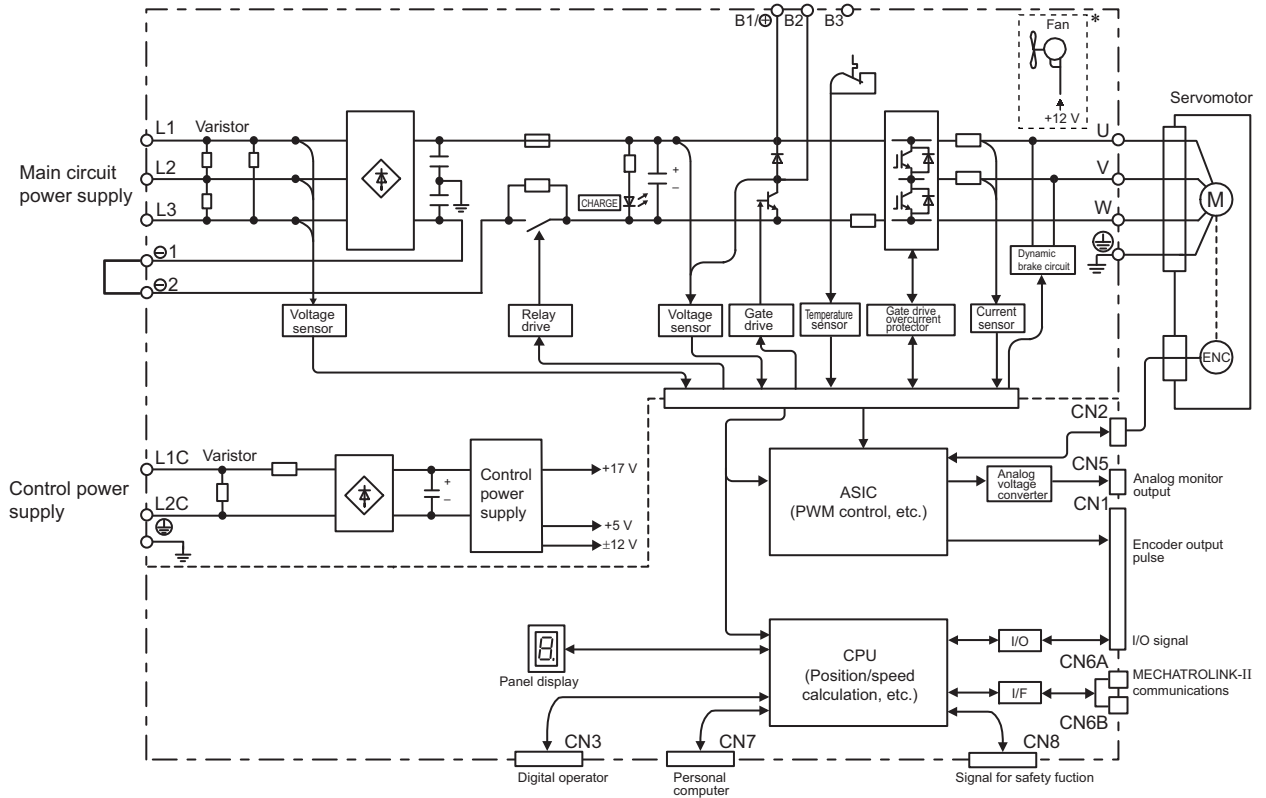 B1/⊕ B2 B3
Fan
*
+12 V
Servomotor
L1 Varistor
U
L2
V
Main circuit
power supply
L3
W
M
CHARGE
+
–
⊖1
⊖2
Dynamic
brake circuit
Voltage
sensor
Relay
drive
Voltage
sensor
Gate
drive
Temperature
sensor
Gate drive
overcurrent
protector
Current
sensor
ENC
CN2
L1C Varistor
+
–
Control
power
supply
+17 V
+5 V
±12 V
Control power
supply
L2C
ASIC
(PWM control, etc.)
Analog
voltage
converter
CN5
Analog monitor
output
CN1
Encoder output
pulse
8.
Panel display
CPU
(Position/speed
calculation, etc.)
I/O
I/O signal
CN6A
I/F
MECHATROLINK-II
communications
CN6B
CN3
Digital operator
CN7
Personal
computer
CN8
Signal for safety fuction